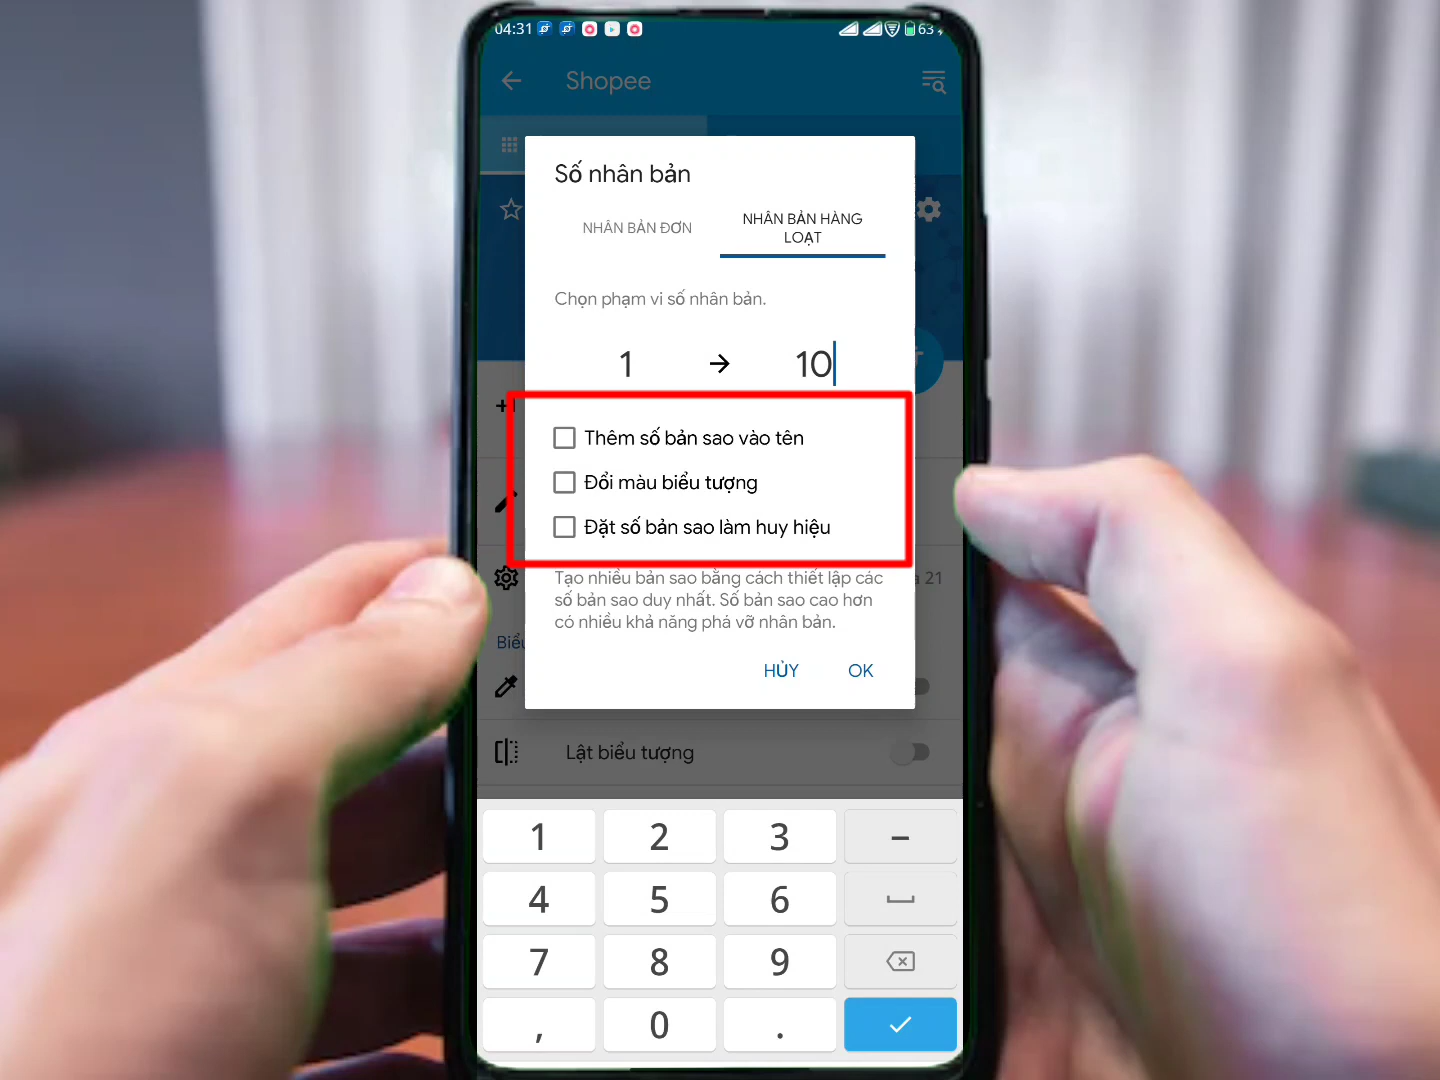 04:31
63
Shopee
Số nhân bản
NHÂN BẢN ĐƠN
NHÂN BẢN HÀNG
LOẠT
Chọn phạm vi số nhân bản.
1 → 10
+1
Thêm số bản sao vào tên
Đổi màu biểu tượng
Đặt số bản sao làm huy hiệu
Tạo nhiều bản sao bằng cách thiết lập các
số bản sao duy nhất. Số bản sao cao hơn
có nhiều khả năng phá vỡ nhân bản.
21
HỦY
OK
Lật biểu tượng
1 2 3 –
4 5 6
7 8 9
, 0 .